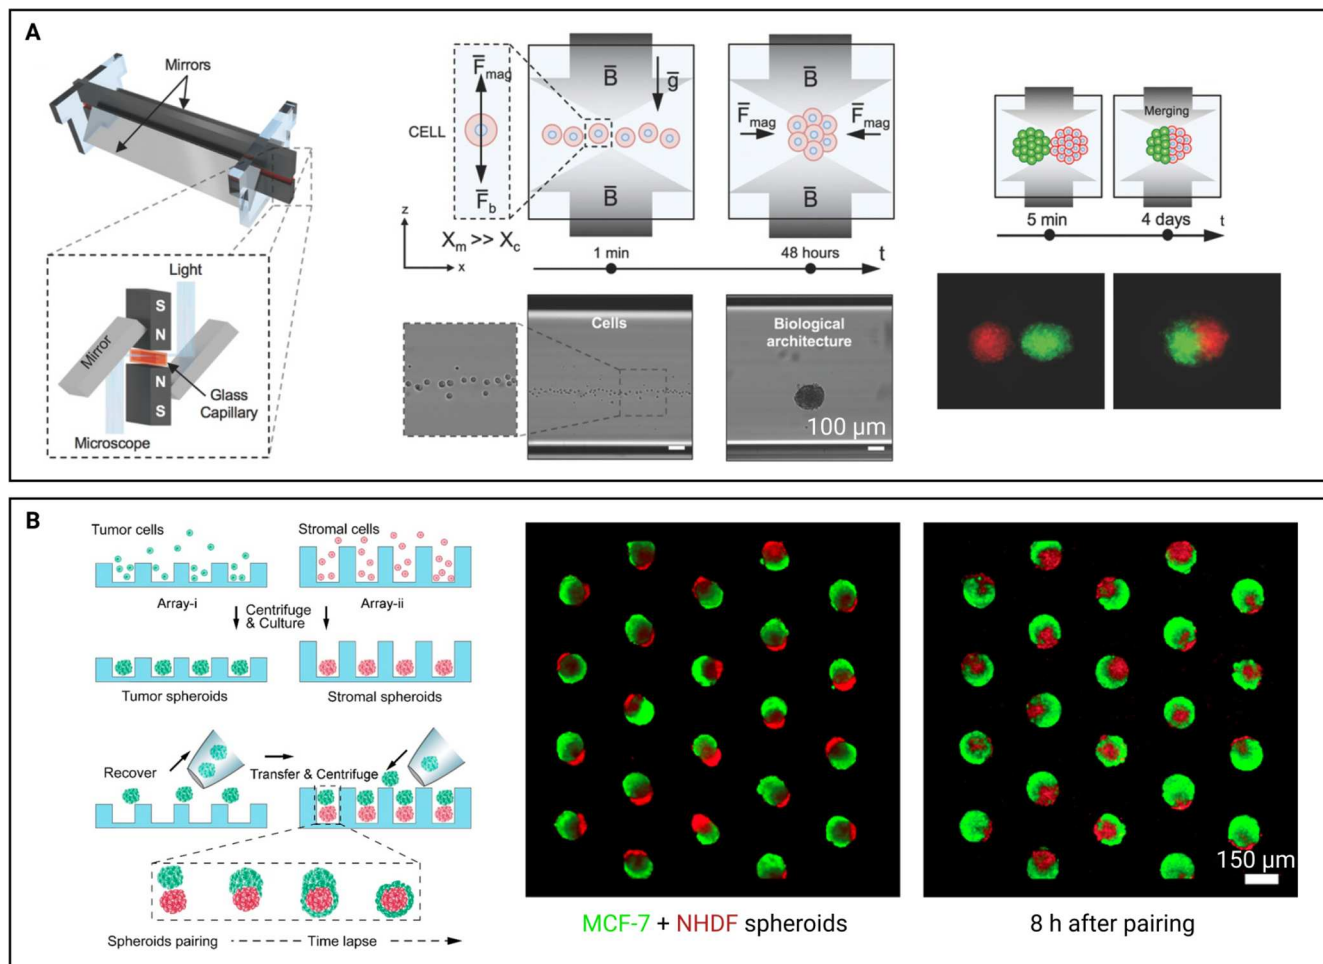 A
Mirrors
Light
Mirror
S
N
N
S
Glass
Capillary
Microscope
CELL
F̅mag
F̅b
Xm >> Xc
z
x
B̅
g̅
B̅
B̅
F̅mag
F̅mag
B̅
1 min
48 hours
t
Cells
Biological
architecture
100 µm
Merging
5 min
4 days
t
B
Tumor cells
Stromal cells
Array-i
Array-ii
Centrifuge
& Culture
Tumor spheroids
Stromal spheroids
Recover
Transfer & Centrifuge
Spheroids pairing
Time lapse
MCF-7 + NHDF spheroids
150 µm
8 h after pairing